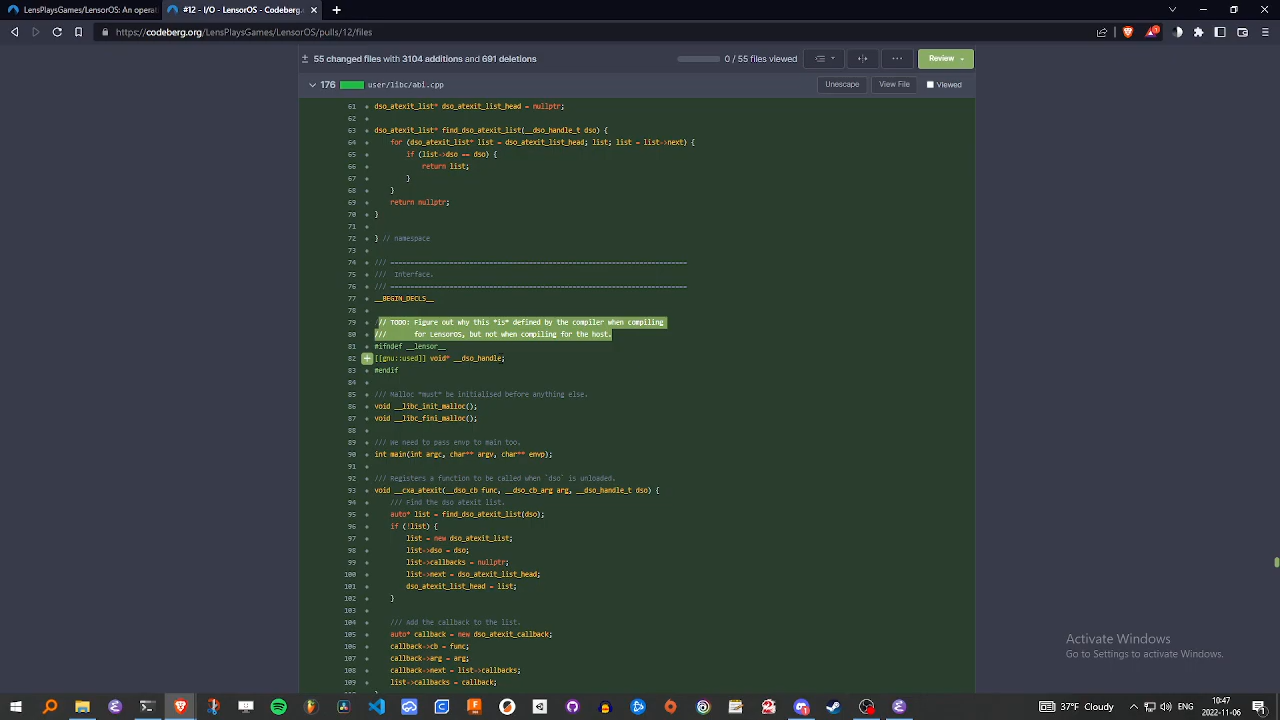 LensPlaysGames/LensorOS: An operat
#12 - I/O - LensorOS - Codeberg.
https://codeberg.org/LensPlaysGames/LensorOS/pulls/12/files
55 changed files with 3104 additions and 691 deletions
0 / 55 files viewed
Review
176 user/libc/abi.cpp
Unescape
View File
Viewed
61 + dso_atexit_list* dso_atexit_list_head = nullptr;
62 +
63 + dso_atexit_list* find_dso_atexit_list(__dso_handle_t dso) {
64 + for (dso_atexit_list* list = dso_atexit_list_head; list; list = list->next) {
65 + if (list->dso == dso) {
66 + return list;
67 + }
68 + }
69 + return nullptr;
70 + }
71 +
72 + } // namespace
73 +
74 + /// ---------------------------------------------------------------------------
75 + /// Interface.
76 + /// ---------------------------------------------------------------------------
77 + __BEGIN_DECLS__
78 +
79 + /// TODO: Figure out why this *is* defined by the compiler when compiling
80 + /// for LensorOS, but not when compiling for the host.
81 + #ifndef __lensor__
82 + [[gnu::used]] void* __dso_handle;
83 + #endif
84 +
85 + /// Malloc *must* be initialised before anything else.
86 + void __libc_init_malloc();
87 + void __libc_fini_malloc();
88 +
89 + /// We need to pass envp to main too.
90 + int main(int argc, char** argv, char** envp);
91 +
92 + /// Registers a function to be called when `dso` is unloaded.
93 + void __cxa_atexit(__dso_cb func, __dso_cb_arg arg, __dso_handle_t dso) {
94 + /// Find the dso atexit list.
95 + auto* list = find_dso_atexit_list(dso);
96 + if (!list) {
97 + list = new dso_atexit_list;
98 + list->dso = dso;
99 + list->callbacks = nullptr;
100 + list->next = dso_atexit_list_head;
101 + dso_atexit_list_head = list;
102 + }
103 +
104 + /// Add the callback to the list.
105 + auto* callback = new dso_atexit_callback;
106 + callback->cb = func;
107 + callback->arg = arg;
108 + callback->next = list->callbacks;
109 + list->callbacks = callback;
Activate Windows
Go to Settings to activate Windows.
37°F Cloudy
ENG
10:47
2022-11-08